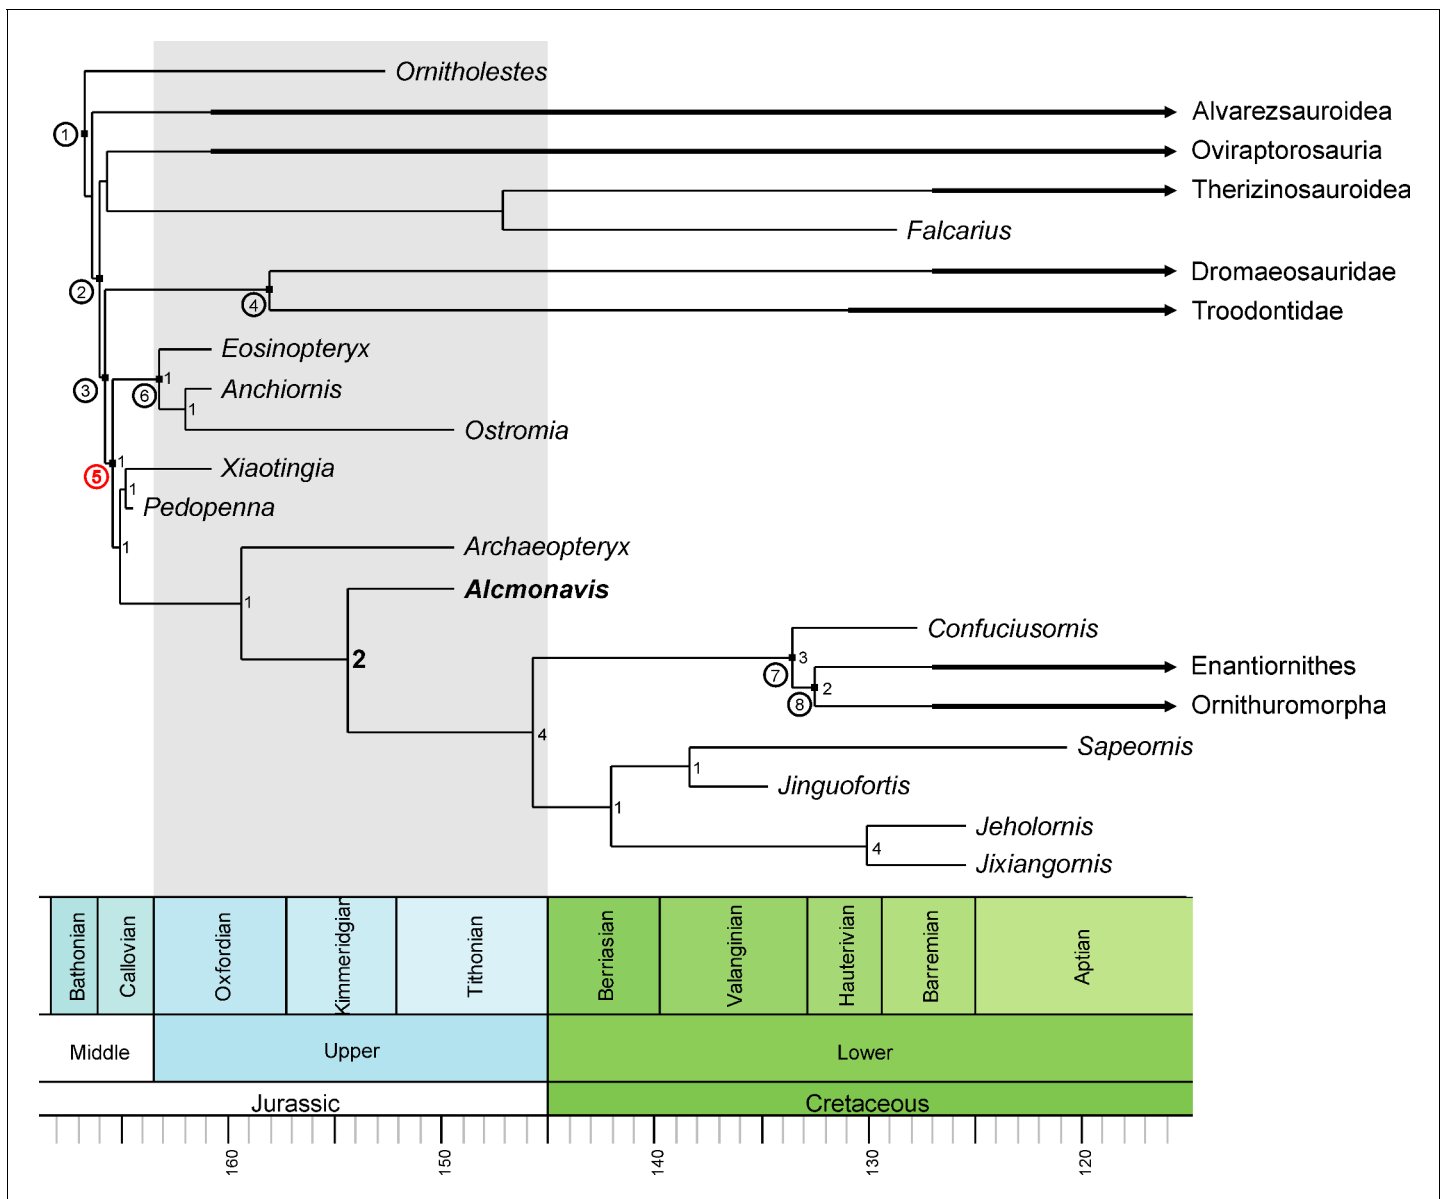 Ornitholestes
Alvarezsauroidea
1
Oviraptorosauria
Therizinosauroidea
Falcarius
Dromaeosauridae
2
4
Troodontidae
Eosinopteryx
1
3
6
Anchiornis
1
Ostromia
1
Xiaotingia
5
1
Pedopenna
1
Archaeopteryx
Alcmonavis
1
Confuciusornis
2
3
Enantiornithes
7
2
8
Ornithuromorpha
4
Sapeornis
1
Jinguofortis
1
Jeholornis
4
Jixiangornis
Bathonian
Callovian
Oxfordian
Kimmeridgian
Tithonian
Berriasian
Valanginian
Hauterivian
Barremian
Aptian
Middle
Upper
Lower
Jurassic
Cretaceous
160
150
140
130
120